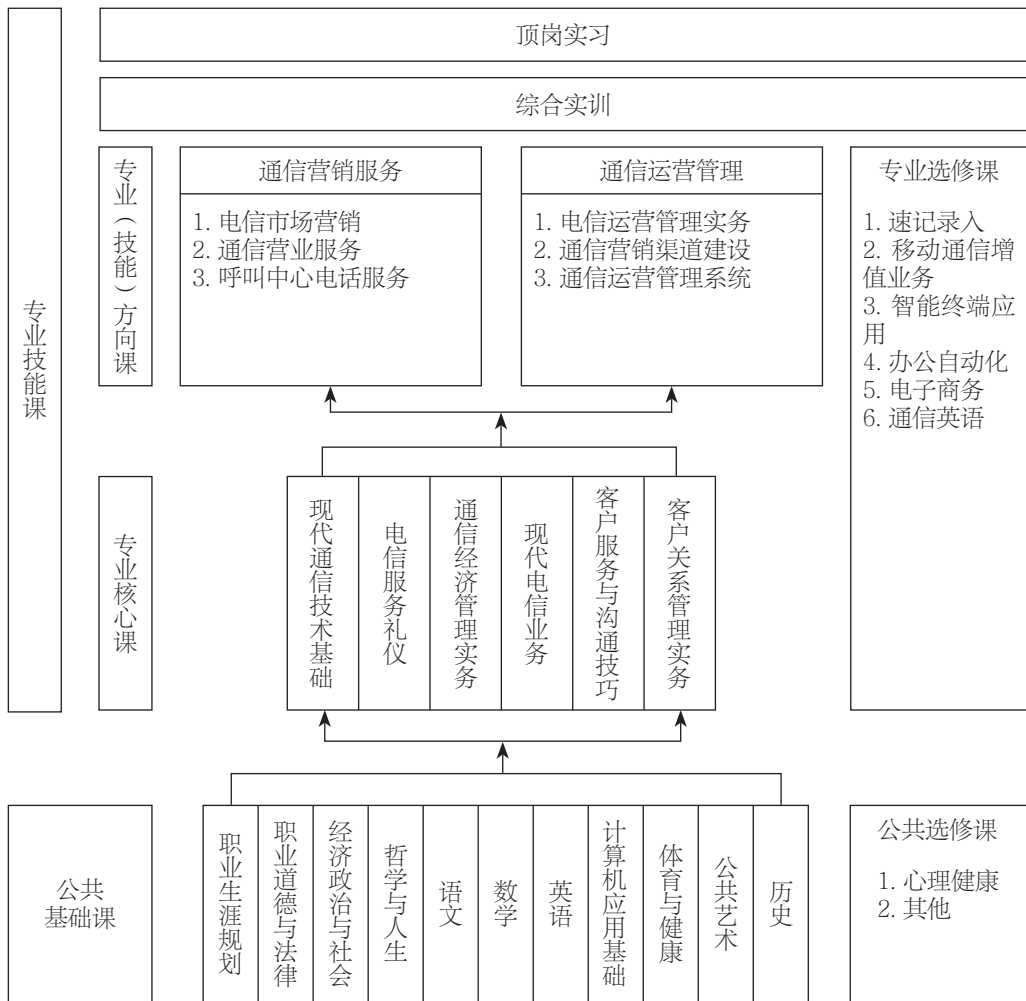 顶岗实习
综合实训
专业技能课
专业（技能）方向课
通信营销服务
1. 电信市场营销
2. 通信营业服务
3. 呼叫中心电话服务
通信运营管理
1. 电信运营管理实务
2. 通信营销渠道建设
3. 通信运营管理系统
专业选修课
1. 速记录入
2. 移动通信增
值业务
3. 智能终端应
用
4. 办公自动化
5. 电子商务
6. 通信英语
专业核心课
现代通信技术基础
电信服务礼仪
通信经济管理实务
现代电信业务
客户服务与沟通技巧
客户关系管理实务
公共
基础课
职业生涯规划
职业道德与法律
经济政治与社会
哲学与人生
语文
数学
英语
计算机应用基础
体育与健康
公共艺术
历史
公共选修课
1. 心理健康
2. 其他